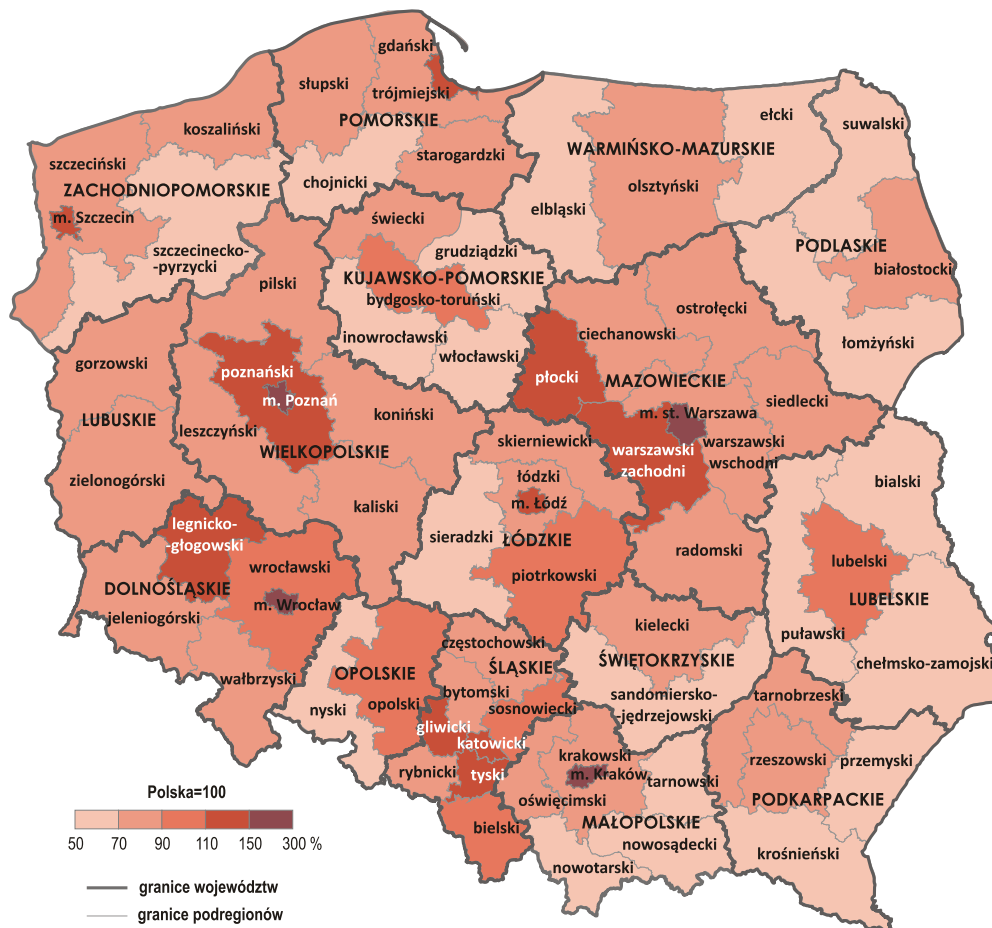 gdański
słupski
trójmiejski
POMORSKIE
koszaliński
starogardzki
szczeciński
ZACHODNIOPOMORSKIE
chojnicki
m. Szczecin
szczecinecko-
-pyrzycki
ełcki
suwalski
WARMIŃSKO-MAZURSKIE
olsztyński
elbląski
PODLASKIE
białostocki
łomżyński
świecki
grudziądzki
KUJAWSKO-POMORSKIE
bydgosko-toruński
inowrocławski
włocławski
pilski
gorzowski
LUBUSKIE
zielonogórski
poznański
m. Poznań
koniński
leszczyński
WIELKOPOLSKIE
kaliski
ostrołęcki
ciechanowski
płocki
MAZOWIECKIE
siedlecki
m. st. Warszawa
warszawski
zachodni
warszawski
wschodni
radomski
skierniewicki
łódzki
m. Łódź
sieradzki
ŁÓDZKIE
piotrkowski
bialski
lubelski
LUBELSKIE
puławski
chełmsko-zamojski
legnicko-
-głogowski
wrocławski
DOLNOŚLĄSKIE
m. Wrocław
jeleniogórski
wałbrzyski
OPOLSKIE
opolski
nyski
częstochowski
ŚLĄSKIE
bytomski
sosnowiecki
gliwicki
katowicki
rybnicki
tyski
bielski
kielecki
ŚWIĘTOKRZYSKIE
sandomiersko-
-jędrzejowski
krakowski
m. Kraków
tarnowski
oświęcimski
MAŁOPOLSKIE
nowosądecki
nowotarski
tarnobrzeski
rzeszowski
przemyski
PODKARPACKIE
krośnieński
Polska=100
50 70 90 110 150 300 %
granice województw
granice podregionów